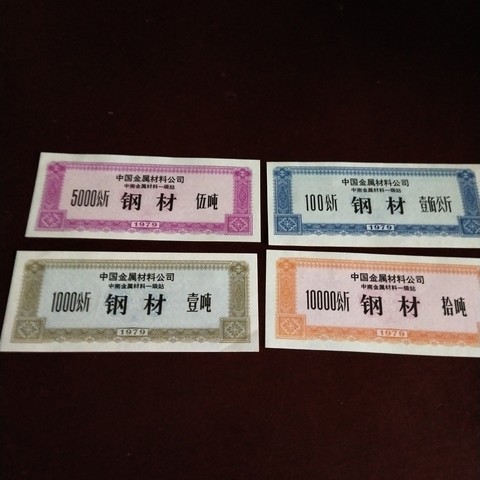 中国金属材料公司
中南金属材料一级站
5000公斤 钢材 伍吨
1979
中国金属材料公司
中南金属材料一级站
100公斤 钢材 壹佰公斤
1979
中国金属材料公司
中南金属材料一级站
1000公斤 钢材 壹吨
1979
中国金属材料公司
中南金属材料一级站
10000公斤 钢材 拾吨
1979